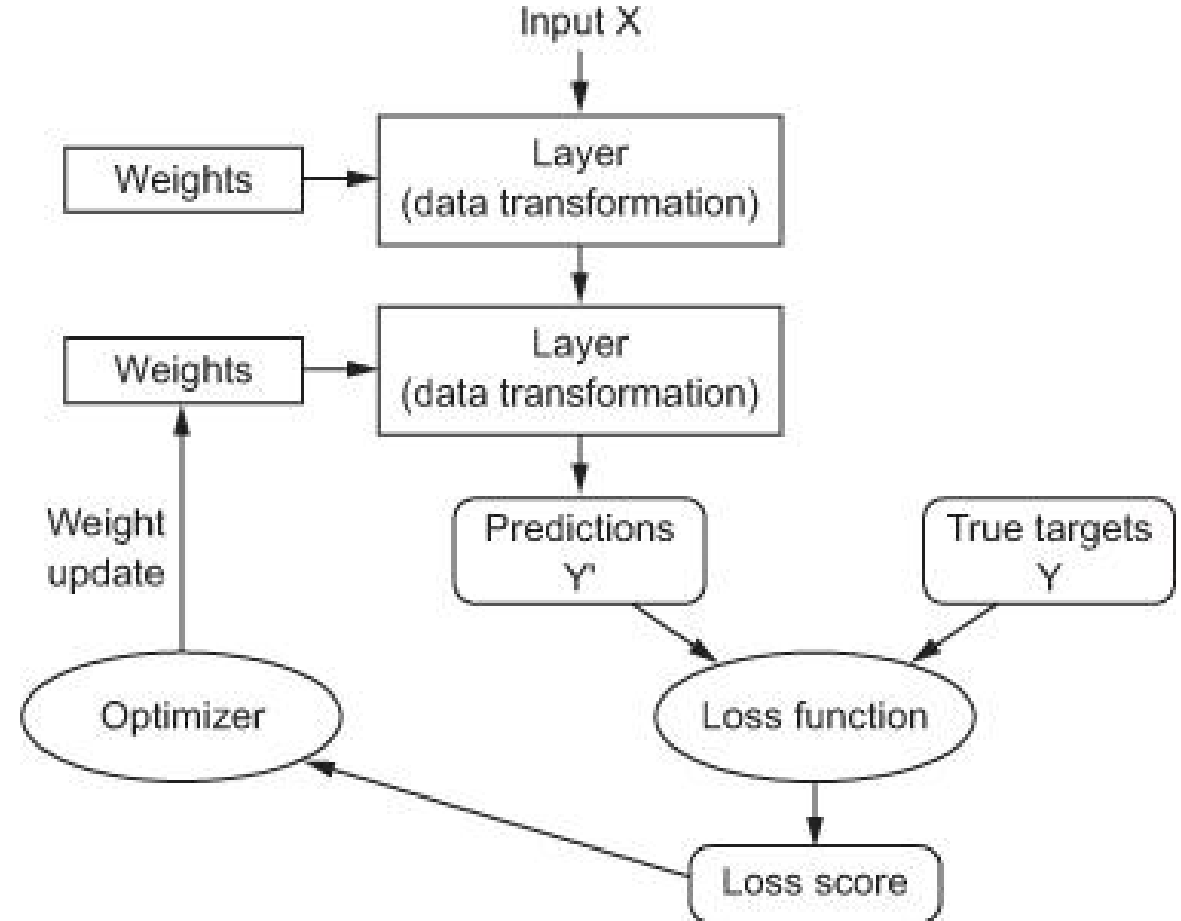 Input X
Weights
Layer
(data transformation)
Weights
Layer
(data transformation)
Weight
update
Predictions
Y'
True targets
Y
Optimizer
Loss function
Loss score